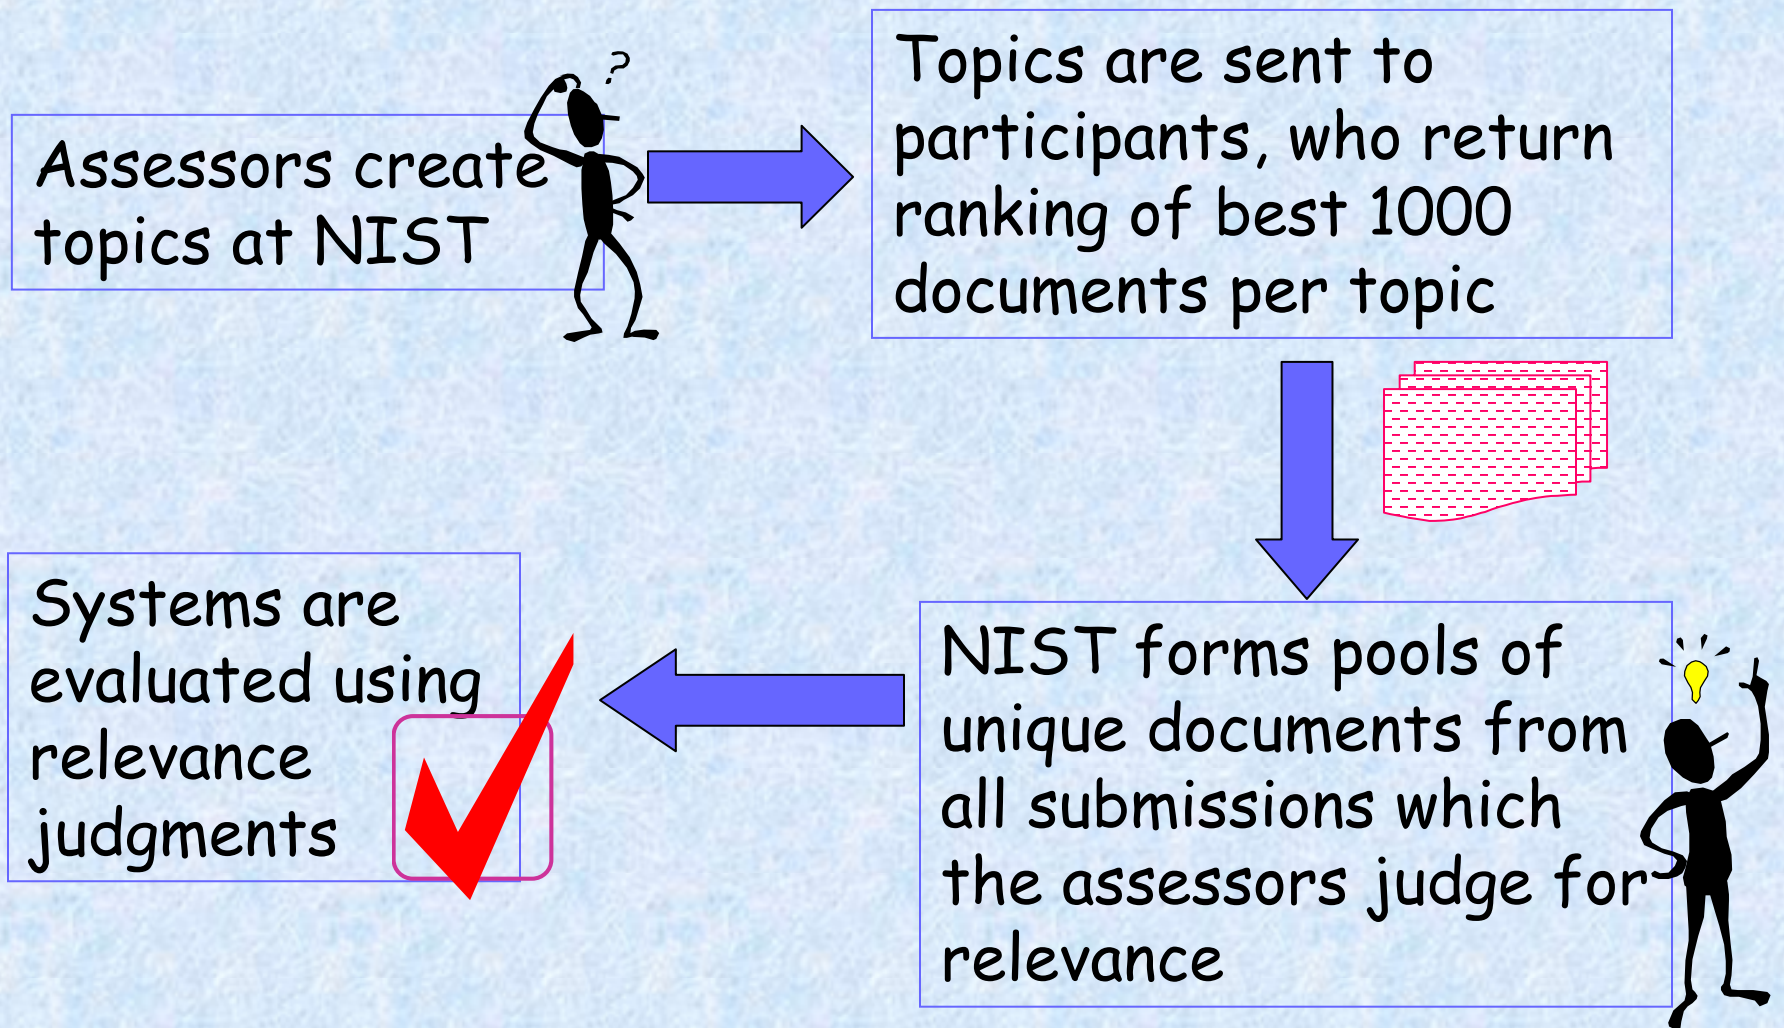 Assessors create
topics at NIST
?
Topics are sent to
participants, who return
ranking of best 1000
documents per topic
NIST forms pools of
unique documents from
all submissions which
the assessors judge for
relevance
Systems are
evaluated using
relevance
judgments